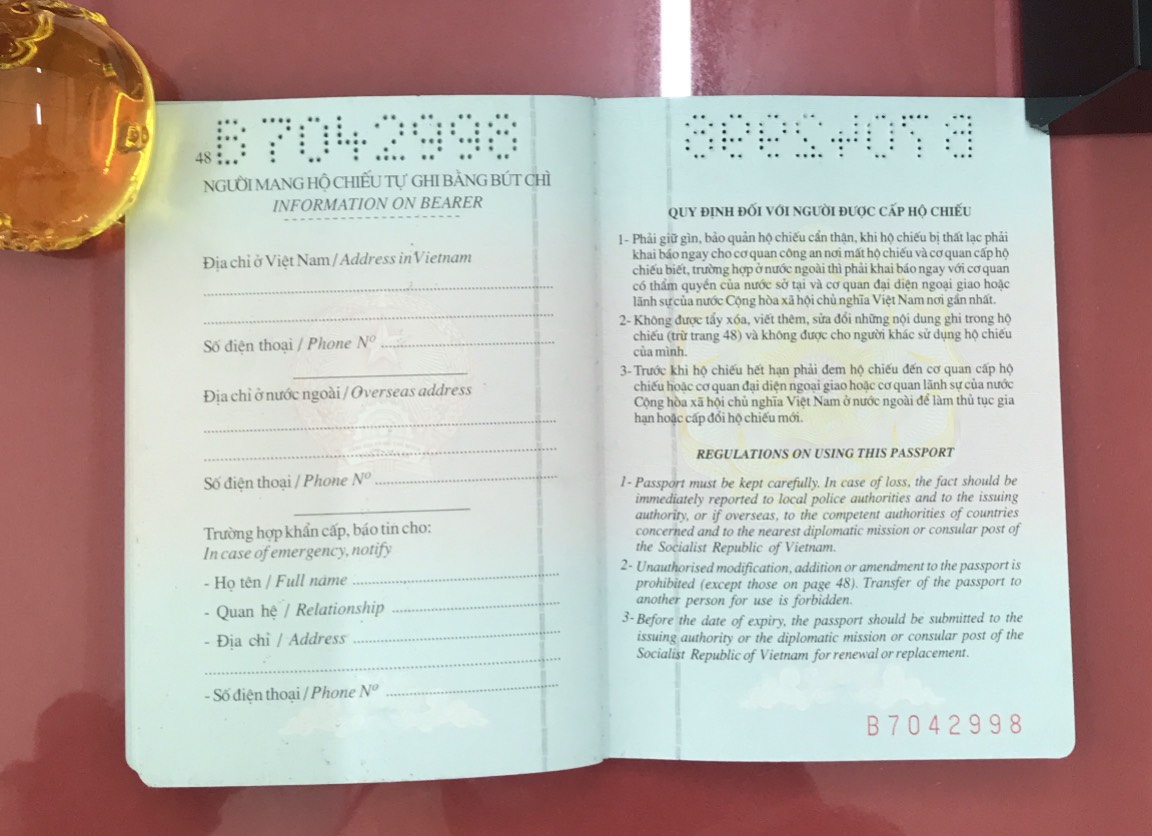 B7042998
48
NGƯỜI MANG HỘ CHIẾU TỰ GHI BẰNG BÚT CHÌ
INFORMATION ON BEARER
Địa chỉ ở Việt Nam / Address in Vietnam
Số điện thoại / Phone Nº
Địa chỉ ở nước ngoài / Overseas address
Số điện thoại / Phone Nº
Trường hợp khẩn cấp, báo tin cho:
In case of emergency, notify
- Họ tên / Full name
- Quan hệ / Relationship
- Địa chỉ / Address
- Số điện thoại / Phone Nº
B7042998
QUY ĐỊNH ĐỐI VỚI NGƯỜI ĐƯỢC CẤP HỘ CHIẾU
1- Phải giữ gìn, bảo quản hộ chiếu cẩn thận, khi hộ chiếu bị thất lạc phải
khai báo ngay cho cơ quan công an nơi mất hộ chiếu và cơ quan cấp hộ
chiếu biết, trường hợp ở nước ngoài thì phải khai báo ngay với cơ quan
có thẩm quyền của nước sở tại và cơ quan đại diện ngoại giao hoặc
lãnh sự của nước Cộng hòa xã hội chủ nghĩa Việt Nam nơi gần nhất.
2- Không được tẩy xóa, viết thêm, sửa đổi những nội dung ghi trong hộ
chiếu (trừ trang 48) và không được cho người khác sử dụng hộ chiếu
của mình.
3- Trước khi hộ chiếu hết hạn phải đem hộ chiếu đến cơ quan cấp hộ
chiếu hoặc cơ quan đại diện ngoại giao hoặc cơ quan lãnh sự của nước
Cộng hòa xã hội chủ nghĩa Việt Nam ở nước ngoài để làm thủ tục gia
hạn hoặc cấp đổi hộ chiếu mới.
REGULATIONS ON USING THIS PASSPORT
1- Passport must be kept carefully. In case of loss, the fact should be
immediately reported to local police authorities and to the issuing
authority, or if overseas, to the competent authorities of countries
concerned and to the nearest diplomatic mission or consular post of
the Socialist Republic of Vietnam.
2- Unauthorised modification, addition or amendment to the passport is
prohibited (except those on page 48). Transfer of the passport to
another person for use is forbidden.
3- Before the date of expiry, the passport should be submitted to the
issuing authority or the diplomatic mission or consular post of the
Socialist Republic of Vietnam for renewal or replacement.
B7042998